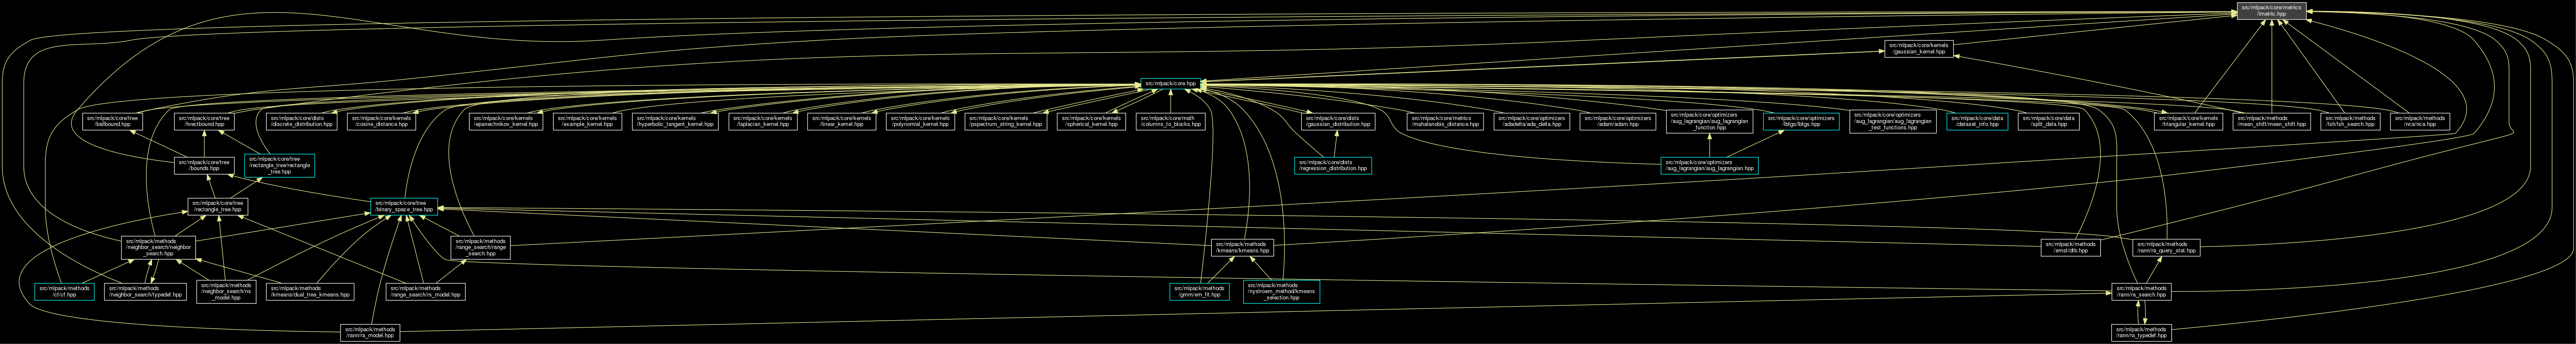 src/mlpack/core/metrics
/lmetric.hpp
src/mlpack/core/kernels
/gaussian_kernel.hpp
src/mlpack/core.hpp
src/mlpack/core/tree
/ballbound.hpp
src/mlpack/core/tree
/hrectbound.hpp
src/mlpack/core/dists
/discrete_distribution.hpp
src/mlpack/core/kernels
/cosine_distance.hpp
src/mlpack/core/kernels
/epanechnikov_kernel.hpp
src/mlpack/core/kernels
/example_kernel.hpp
src/mlpack/core/kernels
/hyperbolic_tangent_kernel.hpp
src/mlpack/core/kernels
/laplacian_kernel.hpp
src/mlpack/core/kernels
/linear_kernel.hpp
src/mlpack/core/kernels
/polynomial_kernel.hpp
src/mlpack/core/kernels
/pspectrum_string_kernel.hpp
src/mlpack/core/kernels
/spherical_kernel.hpp
src/mlpack/core/math
/columns_to_blocks.hpp
src/mlpack/core/dists
/gaussian_distribution.hpp
src/mlpack/core/metrics
/mahalanobis_distance.hpp
src/mlpack/core/optimizers
/adadelta/ada_delta.hpp
src/mlpack/core/optimizers
/adam/adam.hpp
src/mlpack/core/optimizers
/aug_lagrangian/aug_lagrangian
_function.hpp
src/mlpack/core/optimizers
/lbfgs/lbfgs.hpp
src/mlpack/core/optimizers
/aug_lagrangian/aug_lagrangian
_test_functions.hpp
src/mlpack/core/data
/dataset_info.hpp
src/mlpack/core/data
/split_data.hpp
src/mlpack/core/kernels
/triangular_kernel.hpp
src/mlpack/methods
/mean_shift/mean_shift.hpp
src/mlpack/methods
/lsh/lsh_search.hpp
src/mlpack/methods
/nca/nca.hpp
src/mlpack/core/tree
/bounds.hpp
src/mlpack/core/tree
/rectangle_tree/rectangle
_tree.hpp
src/mlpack/core/dists
/regression_distribution.hpp
src/mlpack/core/optimizers
/aug_lagrangian/aug_lagrangian.hpp
src/mlpack/core/tree
/rectangle_tree.hpp
src/mlpack/core/tree
/binary_space_tree.hpp
src/mlpack/methods
/neighbor_search/neighbor
_search.hpp
src/mlpack/methods
/range_search/range
_search.hpp
src/mlpack/methods
/kmeans/kmeans.hpp
src/mlpack/methods
/emst/dtb.hpp
src/mlpack/methods
/rann/ra_query_stat.hpp
src/mlpack/methods
/cf/cf.hpp
src/mlpack/methods
/neighbor_search/typedef.hpp
src/mlpack/methods
/neighbor_search/ns
_model.hpp
src/mlpack/methods
/kmeans/dual_tree_kmeans.hpp
src/mlpack/methods
/range_search/rs_model.hpp
src/mlpack/methods
/gmm/em_fit.hpp
src/mlpack/methods
/nystroem_method/kmeans
_selection.hpp
src/mlpack/methods
/rann/ra_search.hpp
src/mlpack/methods
/rann/ra_model.hpp
src/mlpack/methods
/rann/ra_typedef.hpp